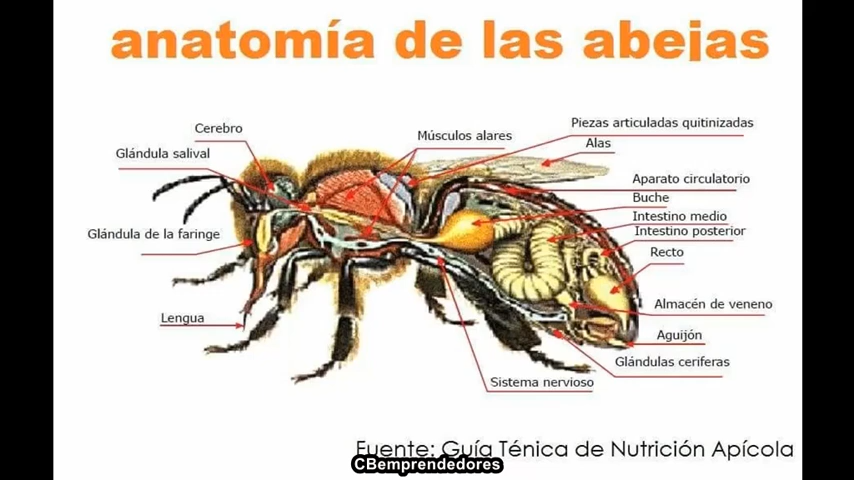 anatomía de las abejas
Cerebro
Glándula salival
Músculos alares
Piezas articuladas quitinizadas
Alas
Aparato circulatorio
Buche
Intestino medio
Intestino posterior
Recto
Glándula de la faringe
Lengua
Almacén de veneno
Aguijón
Glándulas ceriferas
Sistema nervioso
Fuente: Guía Ténica de Nutrición Apícola
CBemprendedores